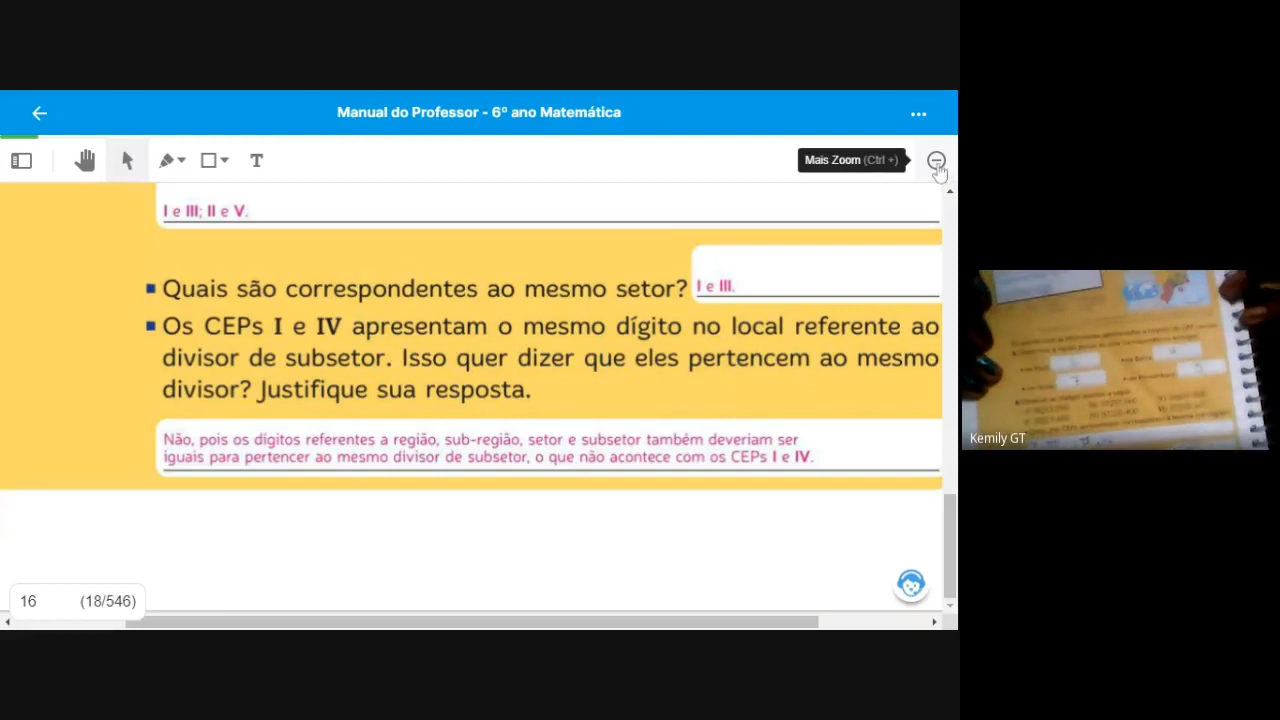 Manual do Professor - 6º ano Matemática
T
Mais Zoom (Ctrl +)
I e III; II e V.
Quais são correspondentes ao mesmo setor? I e III.
Os CEPs I e IV apresentam o mesmo dígito no local referente ao
divisor de subsetor. Isso quer dizer que eles pertencem ao mesmo
divisor? Justifique sua resposta.
Não, pois os dígitos referentes a região, sub-região, setor e subsetor também deveriam ser
iguais para pertencer ao mesmo divisor de subsetor, o que não acontece com os CEPs I e IV.
16 (18/546)
Kemily GT